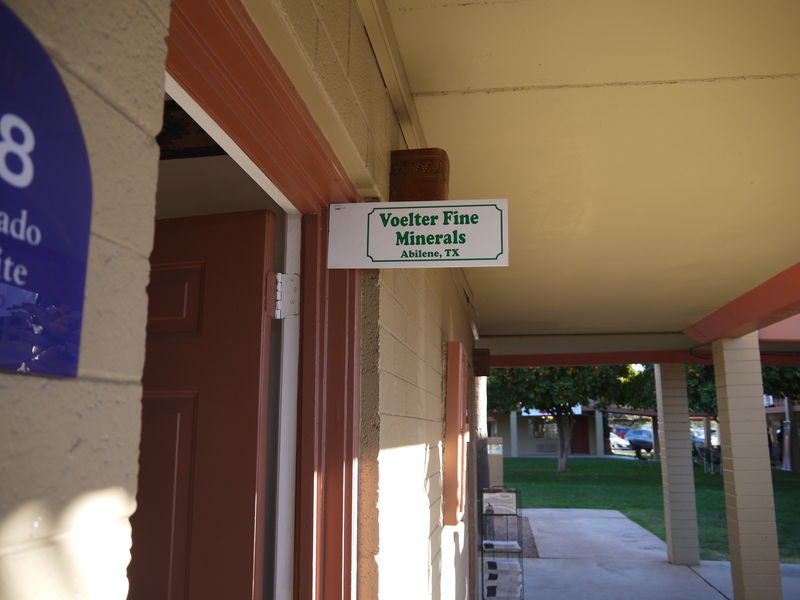 8
ado
ite
Voelter Fine
Minerals
Abilene, TX